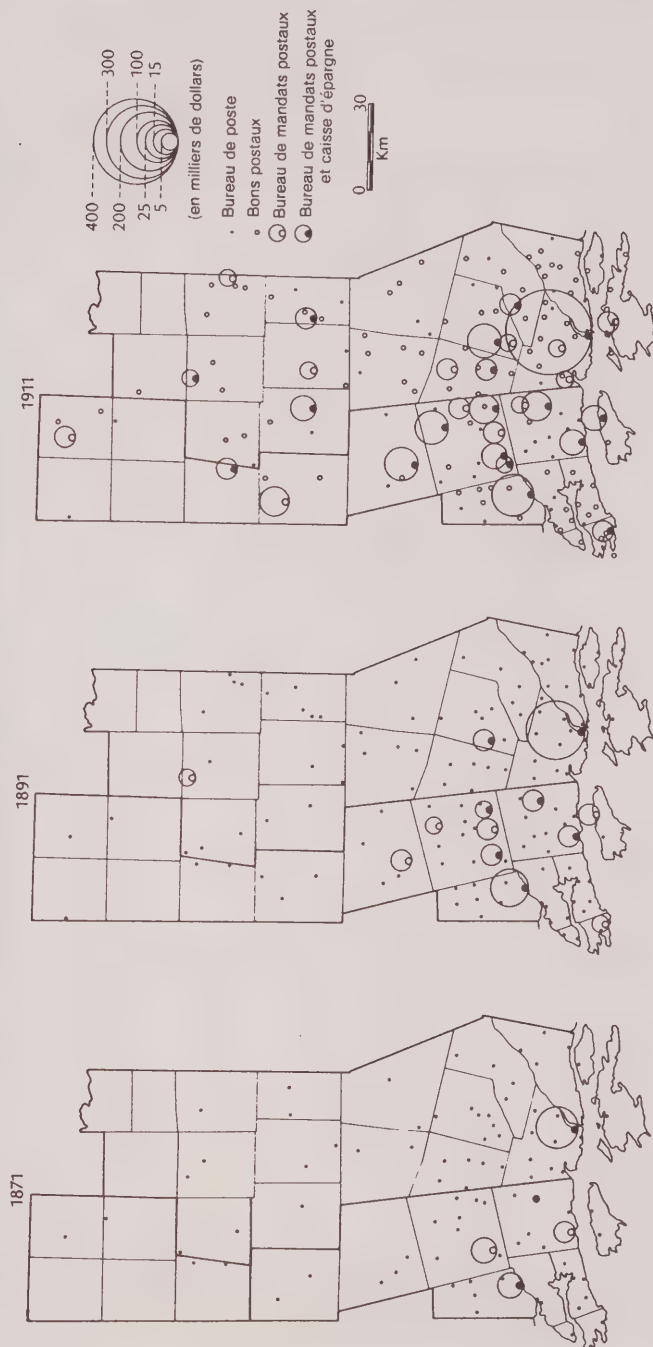 1871
1891
1911
400
300
200
100
25
15
5
(en milliers de dollars)
Bureau de poste
Bons postaux
Bureau de mandats postaux
Bureau de mandats postaux
et caisse d'épargne
0
30
Km